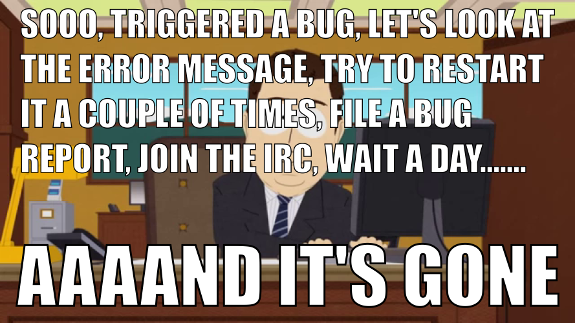 SOOO, TRIGGERED A BUG, LET'S LOOK AT
THE ERROR MESSAGE, TRY TO RESTART
IT A COUPLE OF TIMES, FILE A BUG
REPORT, JOIN THE IRC, WAIT A DAY.......
AAAAND IT'S GONE